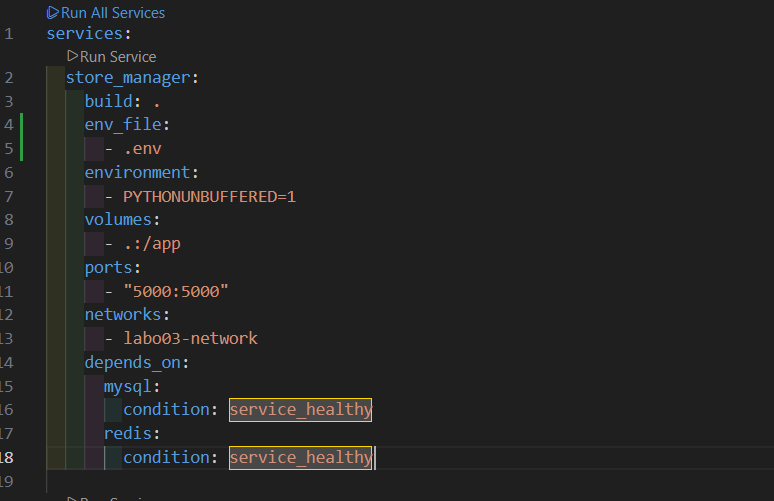 Run All Services
1 services:
Run Service
2 store_manager:
3 build: .
4 env_file:
5 - .env
6 environment:
7 - PYTHONUNBUFFERED=1
8 volumes:
9 - .:/app
10 ports:
11 - "5000:5000"
12 networks:
13 - labo03-network
14 depends_on:
15 mysql:
16 condition: service_healthy
17 redis:
18 condition: service_healthy
19